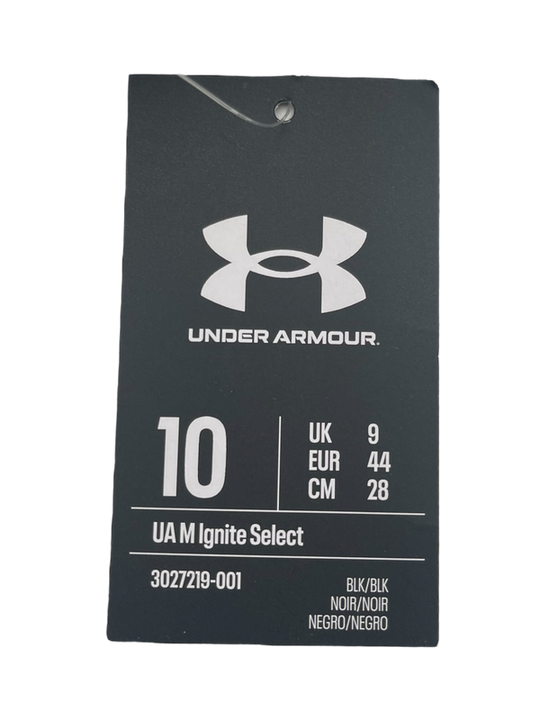 UNDER ARMOUR.
10
UK 9
EUR 44
CM 28
UA M Ignite Select
3027219-001
BLK/BLK
NOIR/NOIR
NEGRO/NEGRO